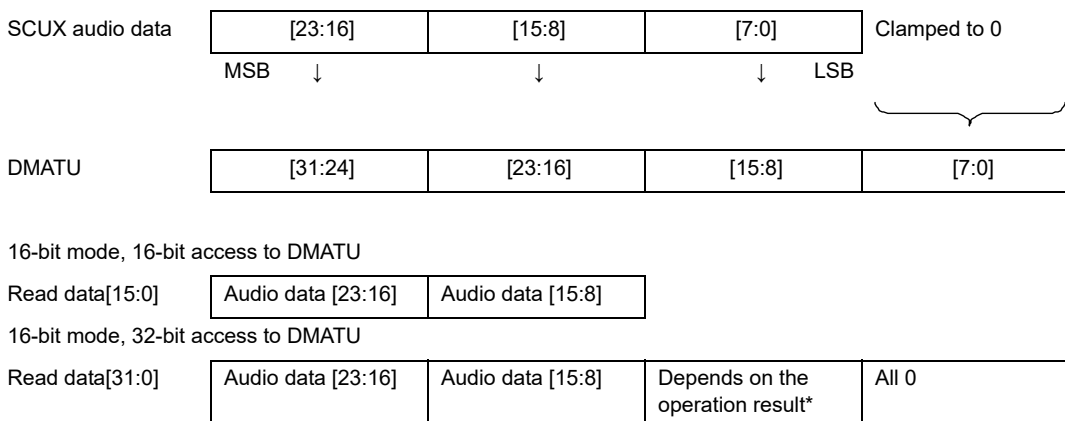 SCUX audio data [23:16] [15:8] [7:0] Clamped to 0
MSB ↓ ↓ ↓ LSB
DMATU [31:24] [23:16] [15:8] [7:0]
16-bit mode, 16-bit access to DMATU
Read data[15:0] Audio data [23:16] Audio data [15:8]
16-bit mode, 32-bit access to DMATU
Read data[31:0] Audio data [23:16] Audio data [15:8] Depends on the All 0
operation result*